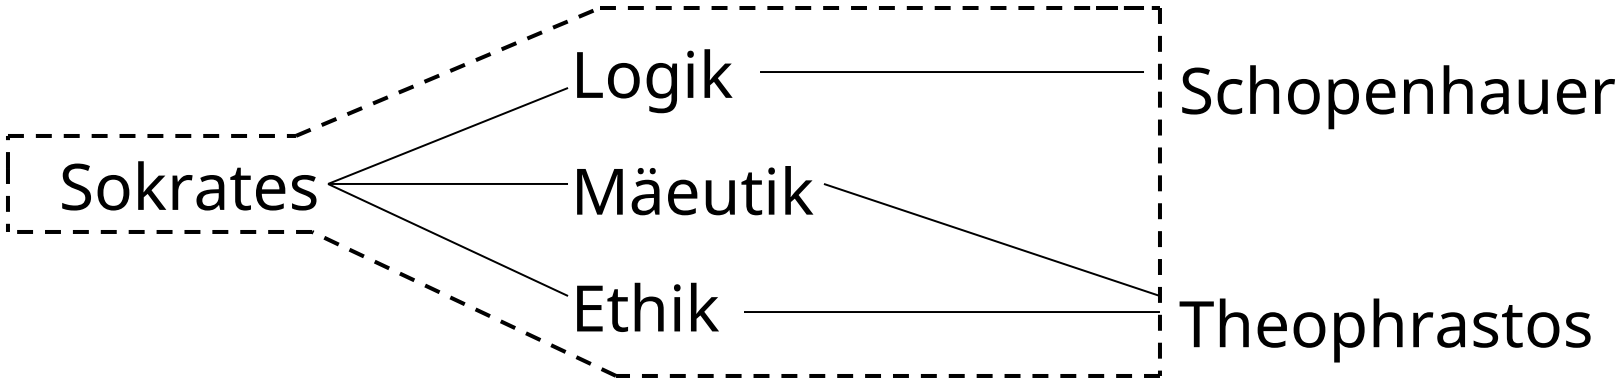 Logik
Schopenhauer
Sokrates
Mäeutik
Ethik
Theophrastos